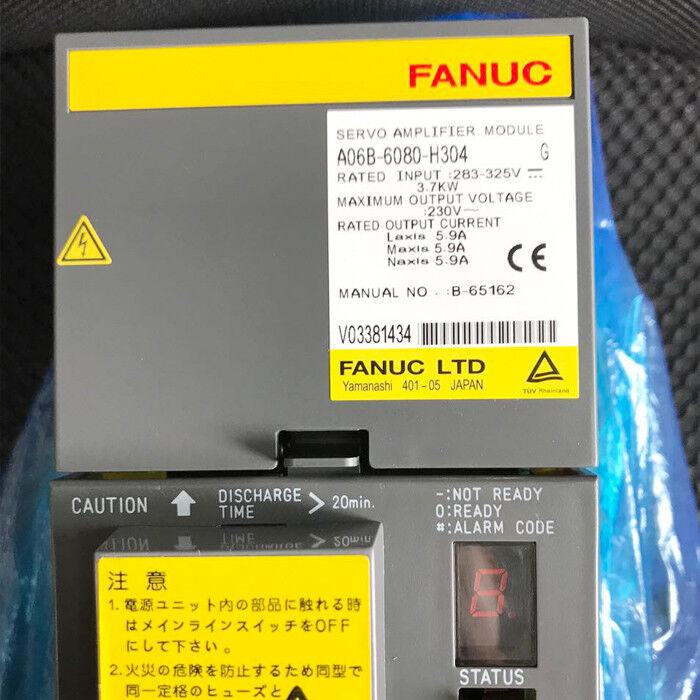 FANUC
SERVO AMPLIFIER MODULE
A06B-6080-H304 G
RATED INPUT :283-325V ⎓
3.7KW
MAXIMUM OUTPUT VOLTAGE
:230V~
RATED OUTPUT CURRENT
Laxis 5.9A
Maxis 5.9A
Naxis 5.9A
CE
MANUAL NO. :B-65162
V03381434
FANUC LTD
Yamanashi 401-05 JAPAN
TÜV Rheinland
CAUTION ↑ DISCHARGE TIME > 20min.
-:NOT READY
0:READY
#:ALARM CODE
8.
STATUS
注 意
1. 電源ユニット内の部品に触れる時
はメインラインスイッチをOFF
にして下さい。
2. 火災の危険を防止するため同型で
同一定格のヒューズと